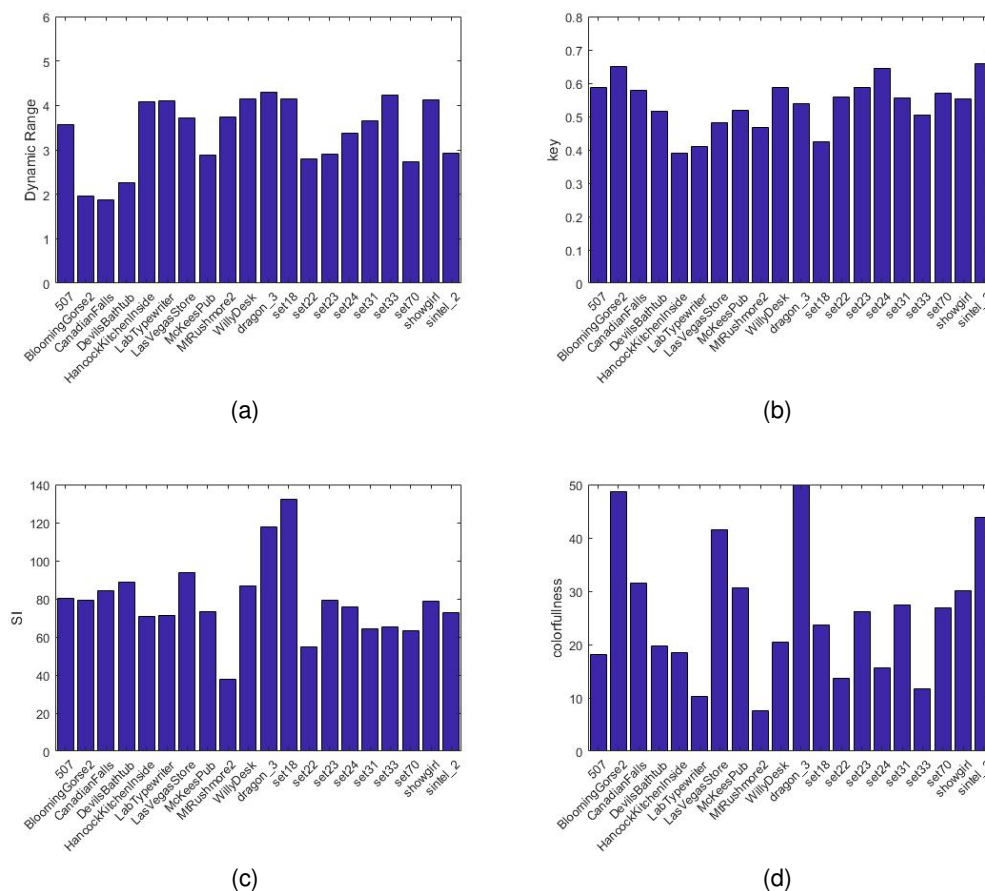 6
5
4
3
2
1
0
Dynamic Range
507
BloomingGorse2
CanadianFalls
DevilsBathtub
HancockKitchenInside
LabTypewriter
LasVegasStore
McKeesPub
MtRushmore2
WillyDesk
dragon_3
set18
set22
set23
set24
set31
set33
set70
showgirl
sintel_2
(a)
0.8
0.7
0.6
0.5
0.4
0.3
0.2
0.1
0
key
507
BloomingGorse2
CanadianFalls
DevilsBathtub
HancockKitchenInside
LabTypewriter
LasVegasStore
McKeesPub
MtRushmore2
WillyDesk
dragon_3
set18
set22
set23
set24
set31
set33
set70
showgirl
sintel_2
(b)
140
120
100
80
60
40
20
0
SI
507
BloomingGorse2
CanadianFalls
DevilsBathtub
HancockKitchenInside
LabTypewriter
LasVegasStore
McKeesPub
MtRushmore2
WillyDesk
dragon_3
set18
set22
set23
set24
set31
set33
set70
showgirl
sintel_2
(c)
50
40
30
20
10
0
colorfullness
507
BloomingGorse2
CanadianFalls
DevilsBathtub
HancockKitchenInside
LabTypewriter
LasVegasStore
McKeesPub
MtRushmore2
WillyDesk
dragon_3
set18
set22
set23
set24
set31
set33
set70
showgirl
sintel_2
(d)